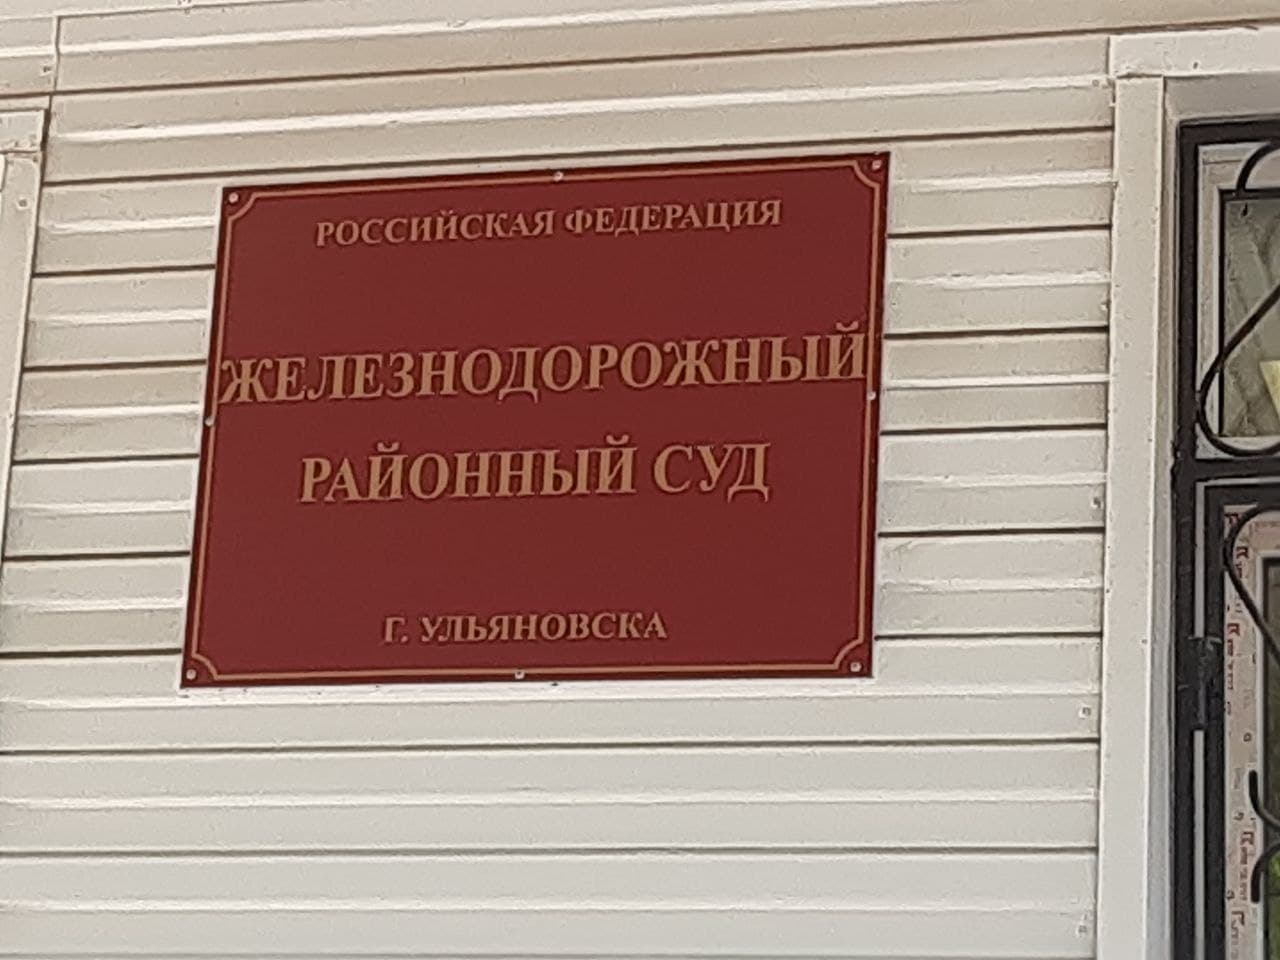 РОССИЙСКАЯ ФЕДЕРАЦИЯ
ЖЕЛЕЗНОДОРОЖНЫЙ
РАЙОННЫЙ СУД
Г. УЛЬЯНОВСКА